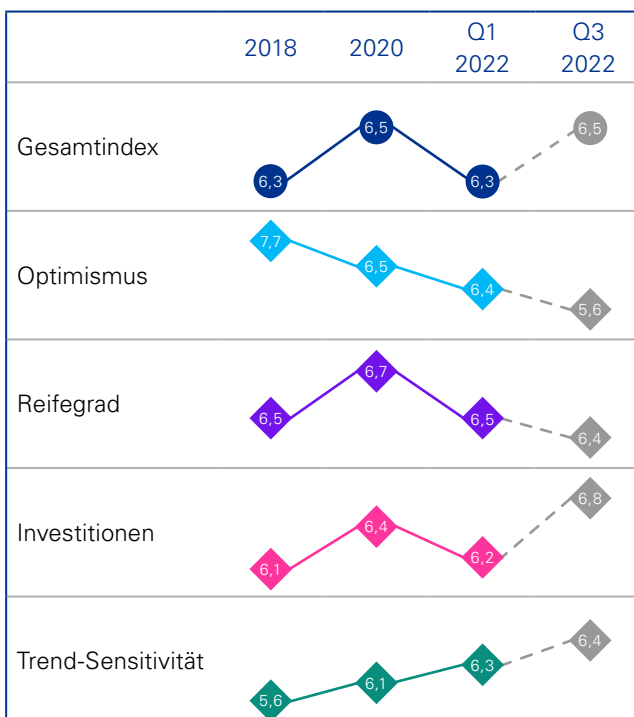 2018 2020 Q1 2022 Q3 2022
Gesamtindex 6,3 6,5 6,3 6,5
Optimismus 7,7 6,5 6,4 5,6
Reifegrad 6,5 6,7 6,5 6,4
Investitionen 6,1 6,4 6,2 6,8
Trend-Sensitivität 5,6 6,1 6,3 6,4